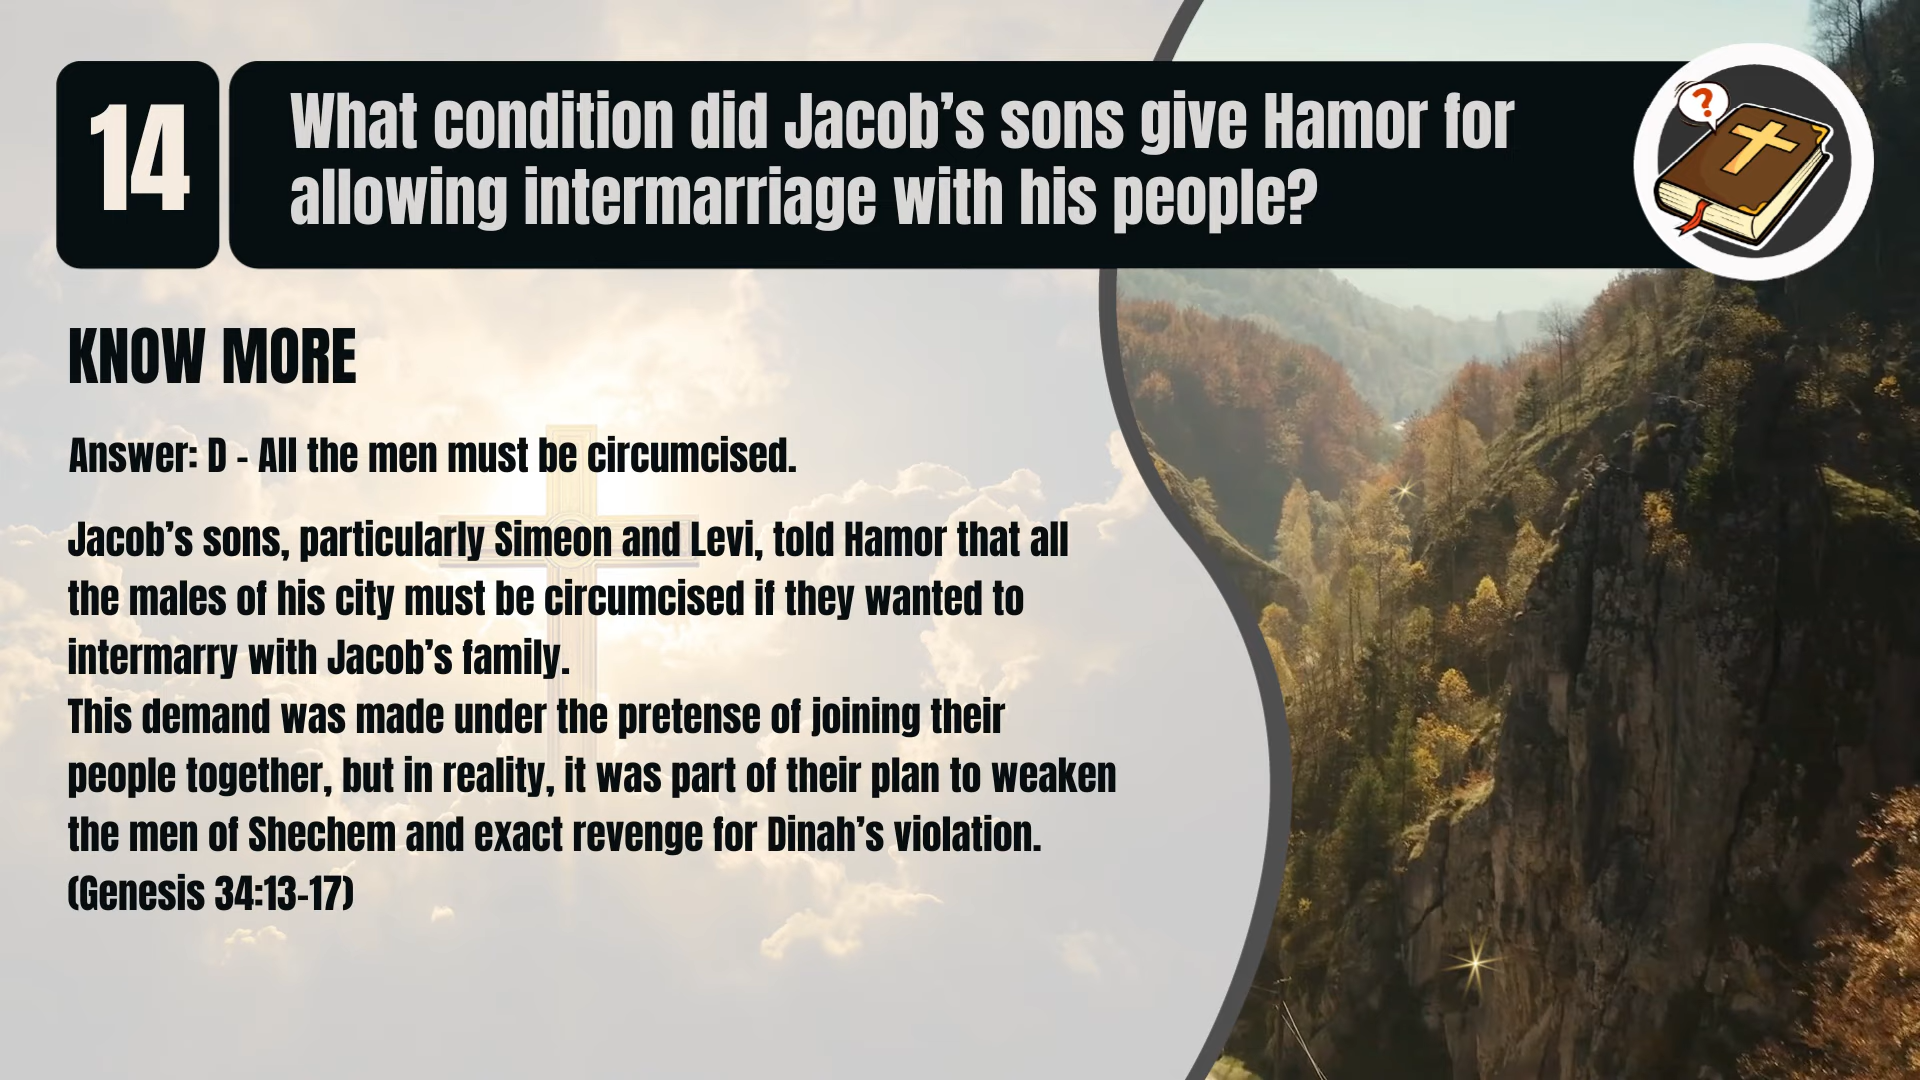 14
What condition did Jacob’s sons give Hamor for
allowing intermarriage with his people?
?
KNOW MORE
Answer: D - All the men must be circumcised.
Jacob’s sons, particularly Simeon and Levi, told Hamor that all
the males of his city must be circumcised if they wanted to
intermarry with Jacob’s family.
This demand was made under the pretense of joining their
people together, but in reality, it was part of their plan to weaken
the men of Shechem and exact revenge for Dinah’s violation.
(Genesis 34:13-17)